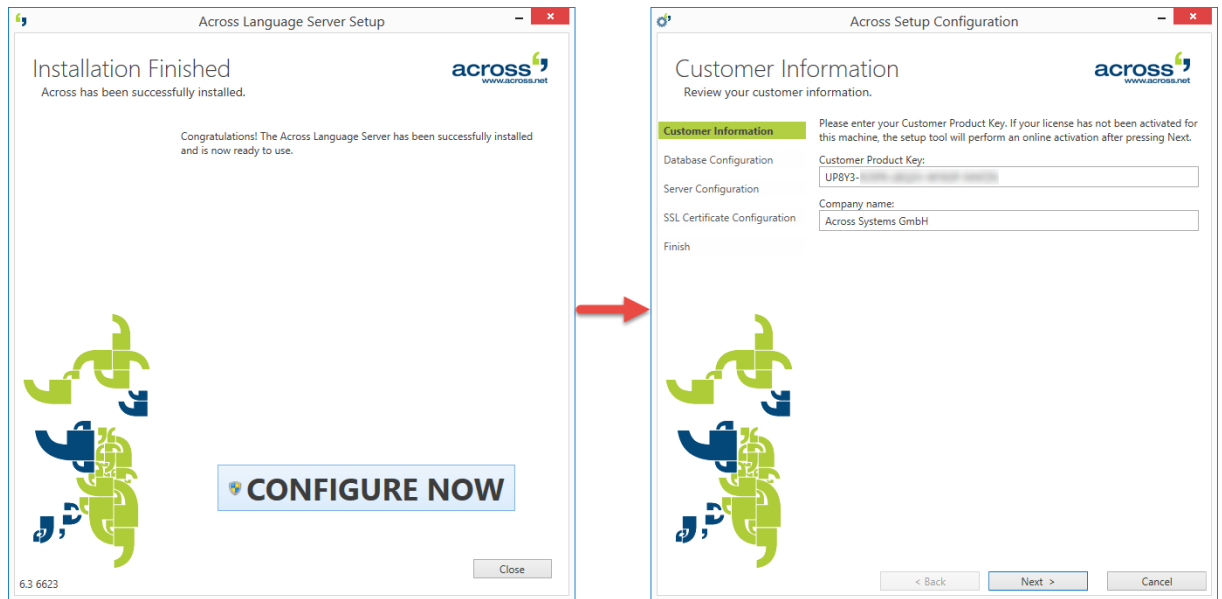 Across Language Server Setup
Installation Finished
Across has been successfully installed.
across
www.across.net
Congratulations! The Across Language Server has been successfully installed
and is now ready to use.
CONFIGURE NOW
Close
6.3 6623
Across Setup Configuration
Customer Information
Review your customer information.
across
www.across.net
Customer Information
Database Configuration
Server Configuration
SSL Certificate Configuration
Finish
Please enter your Customer Product Key. If your license has not been activated for
this machine, the setup tool will perform an online activation after pressing Next.
Customer Product Key:
UP8Y3-
Company name:
Across Systems GmbH
< Back
Next >
Cancel